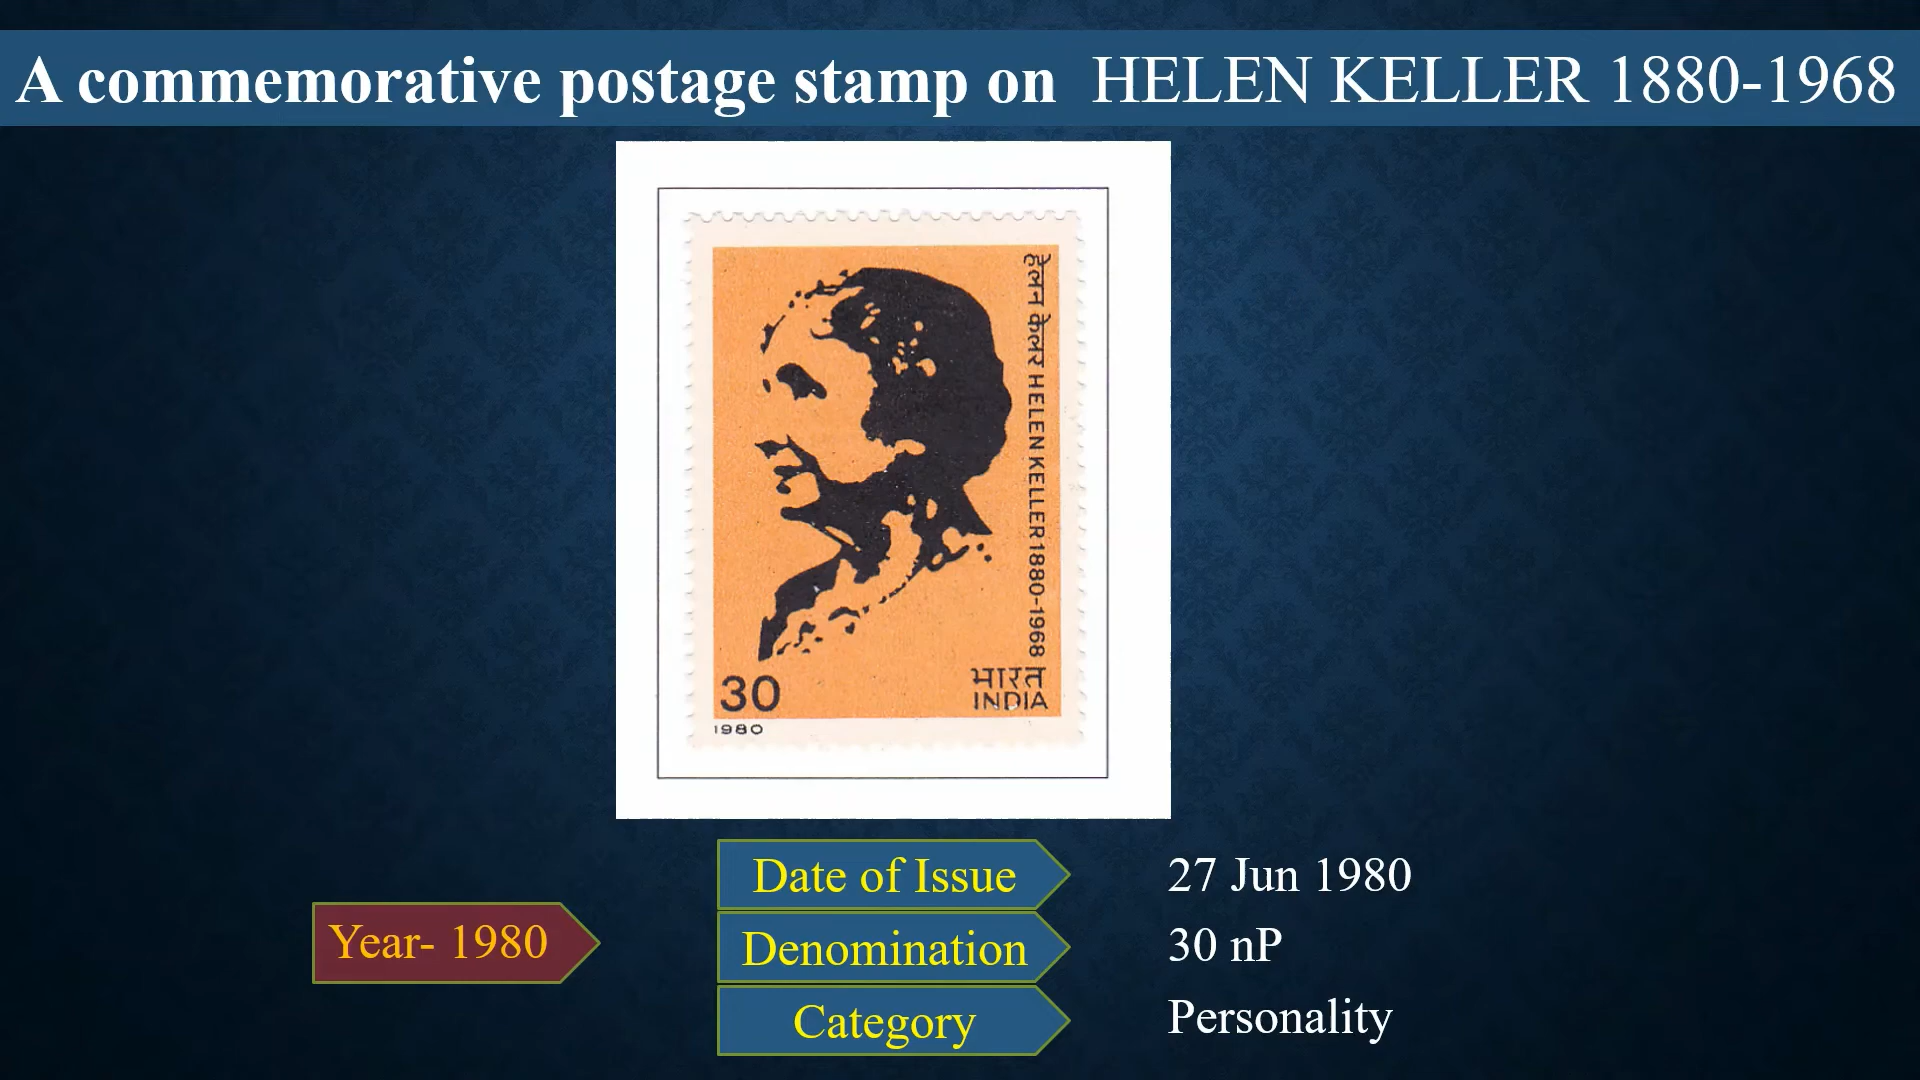 A commemorative postage stamp on HELEN KELLER 1880-1968
हेलन केलर HELEN KELLER 1880-1968
30
भारत
INDIA
1980
Year- 1980
Date of Issue 27 Jun 1980
Denomination 30 nP
Category Personality